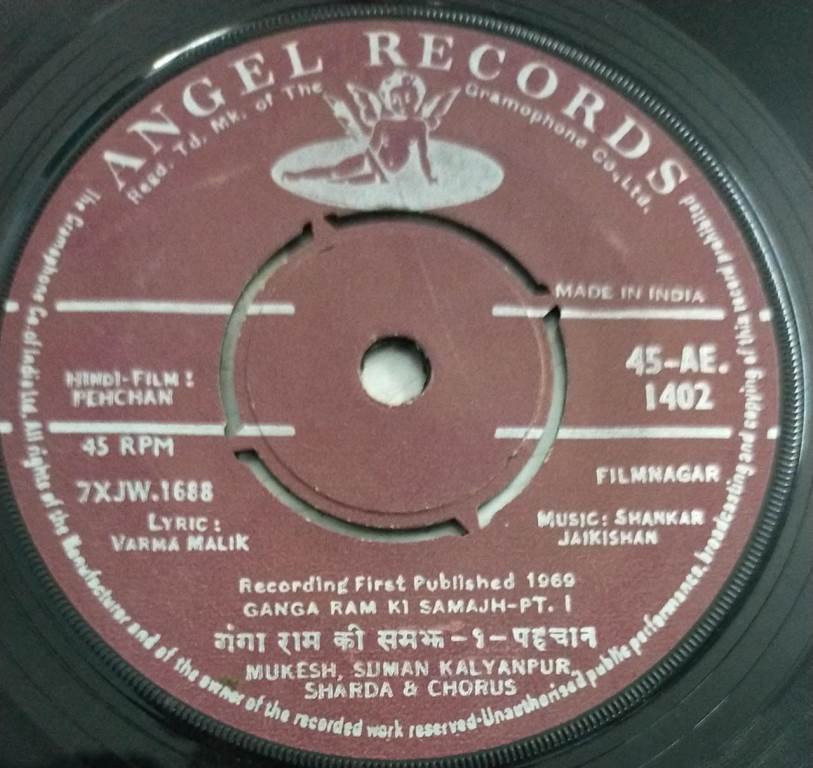 ANGEL RECORDS
Regd. Td. Mk. of The Gramophone Co., Ltd.
MADE IN INDIA
HINDI-FILM:
PEHCHAN
45-AE.
1402
45 RPM
7XJW.1688
FILMNAGAR
LYRIC:
VARMA MALIK
MUSIC: SHANKAR
JAIKISHAN
Recording First Published 1969
GANGA RAM KI SAMAJH-PT. I
गंगा राम की समझ-१-पहचान
MUKESH, SUMAN KALYANPUR,
SHARDA & CHORUS
The Gramophone Co. of India Ltd. All rights of the Manufacturer and of the owner of the recorded work reserved-Unauthorised public performance, broadcasting and copying of this record prohibited